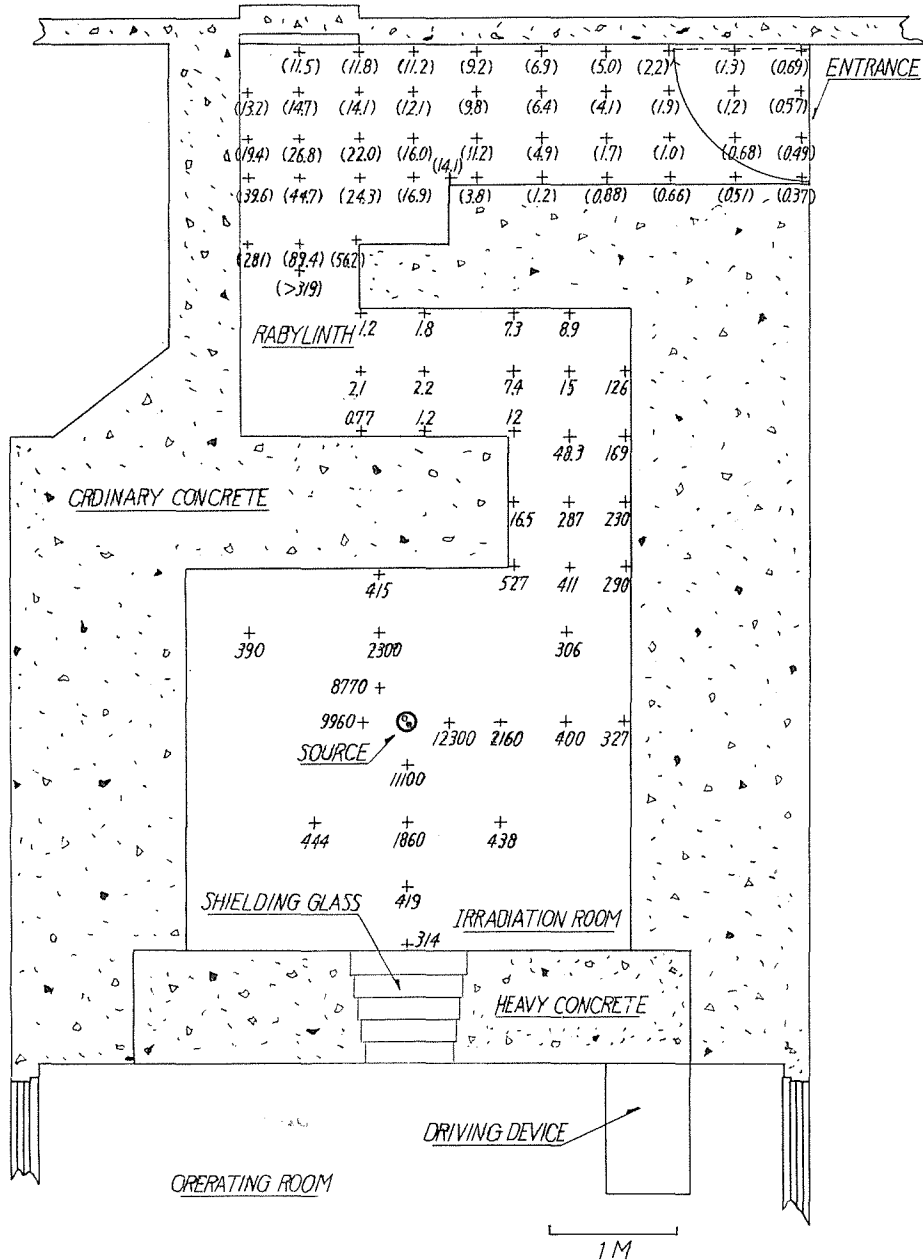 (11.5) (11.8) (11.2) (9.2) (6.9) (5.0) (2.2) (1.3) (0.69)
ENTRANCE
(13.2) (14.7) (14.1) (12.1) (9.8) (6.4) (4.1) (1.9) (1.2) (0.57)
(19.4) (26.8) (22.0) (16.0) (11.2) (4.9) (1.7) (1.0) (0.68) (0.49)
(14.1)
(39.6) (44.7) (24.3) (16.9) (3.8) (1.2) (0.88) (0.66) (0.51) (0.37)
(281) (89.4) (56.2)
(>319)
RABYLINTH
1.2 1.8 7.3 8.9
2.1 2.2 7.4 15 126
0.77 1.2 12
48.3 169
ORDINARY CONCRETE
16.5 287 230
415 527 411 290
390 2300 306
8770
9960 12300 2160 400 327
SOURCE
11100
444 1860 438
SHIELDING GLASS
419
IRRADIATION ROOM
314
HEAVY CONCRETE
DRIVING DEVICE
ORERATING ROOM
1 M